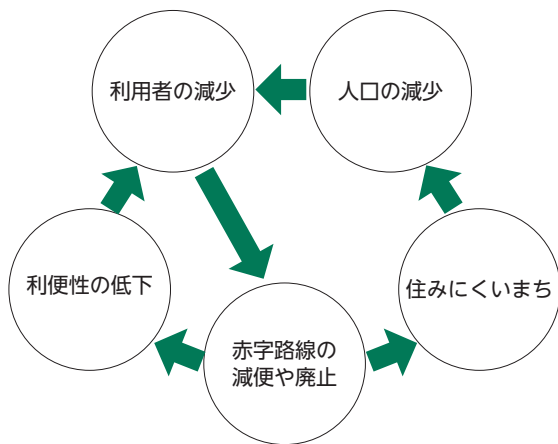 利用者の減少
人口の減少
利便性の低下
住みにくいまち
赤字路線の
減便や廃止